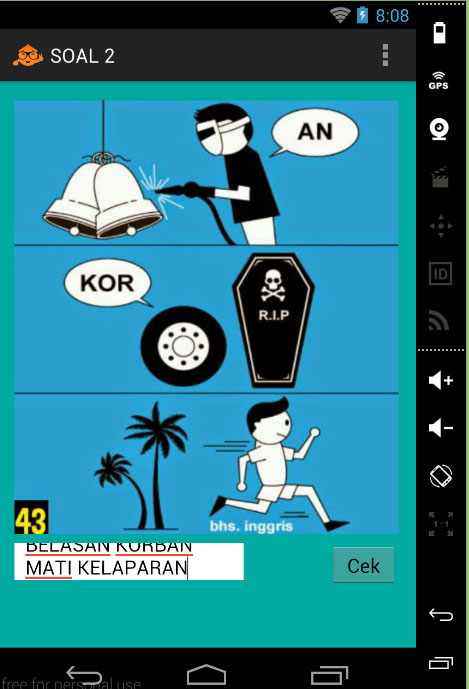 8:08
SOAL 2
GPS
AN
KOR
R.I.P
ID
43
bhs. inggris
1:1
BELASAN KORBAN
MATI KELAPARAN
Cek
free for personal use